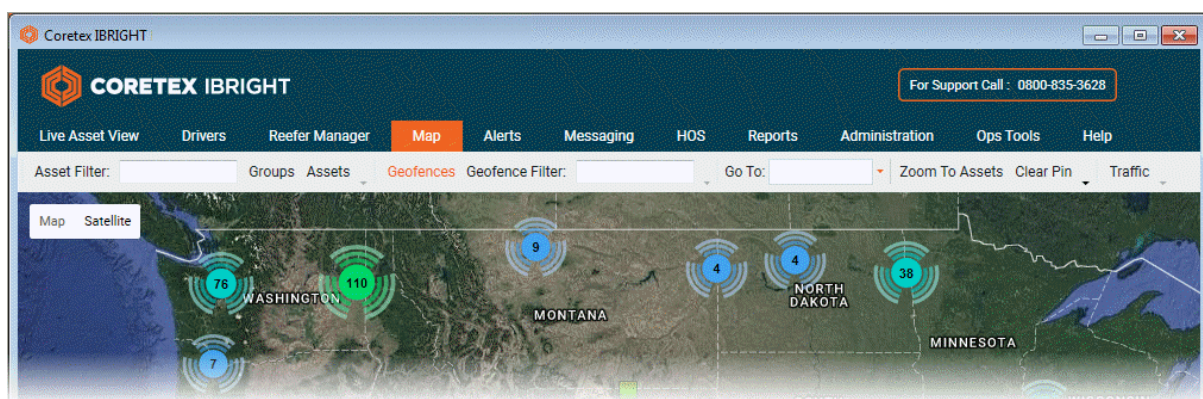 Coretex IBRIGHT
CORETEX IBRIGHT
For Support Call : 0800-835-3628
Live Asset View Drivers Reefer Manager Map Alerts Messaging HOS Reports Administration Ops Tools Help
Asset Filter: Groups Assets Geofences Geofence Filter: Go To: Zoom To Assets Clear Pin Traffic
Map Satellite
9
4
4
76
110
38
WASHINGTON
NORTH
DAKOTA
MONTANA
MINNESOTA
7